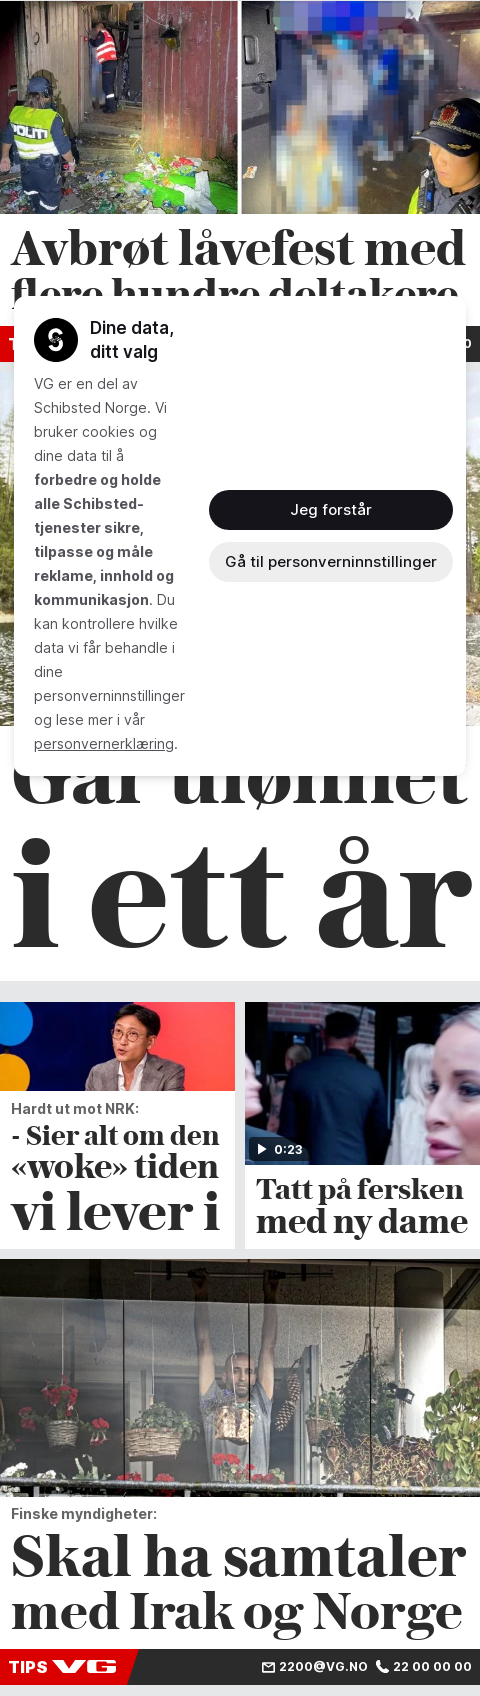 POLITI
Avbrøt låvefest med
flere hundre deltakere
Dine data,
ditt valg
VG er en del av
Schibsted Norge. Vi
bruker cookies og
dine data til å
forbedre og holde
alle Schibsted-
tjenester sikre,
tilpasse og måle
reklame, innhold og
kommunikasjon. Du
kan kontrollere hvilke
data vi får behandle i
dine
personverninnstillinger
og lese mer i vår
personvernerklæring.
Jeg forstår
Gå til personverninnstillinger
Går ulønnet
i ett år
Hardt ut mot NRK:
- Sier alt om den
«woke» tiden
vi lever i
0:23
Tatt på fersken
med ny dame
Finske myndigheter:
Skal ha samtaler
med Irak og Norge
TIPS VG
2200@VG.NO 22 00 00 00